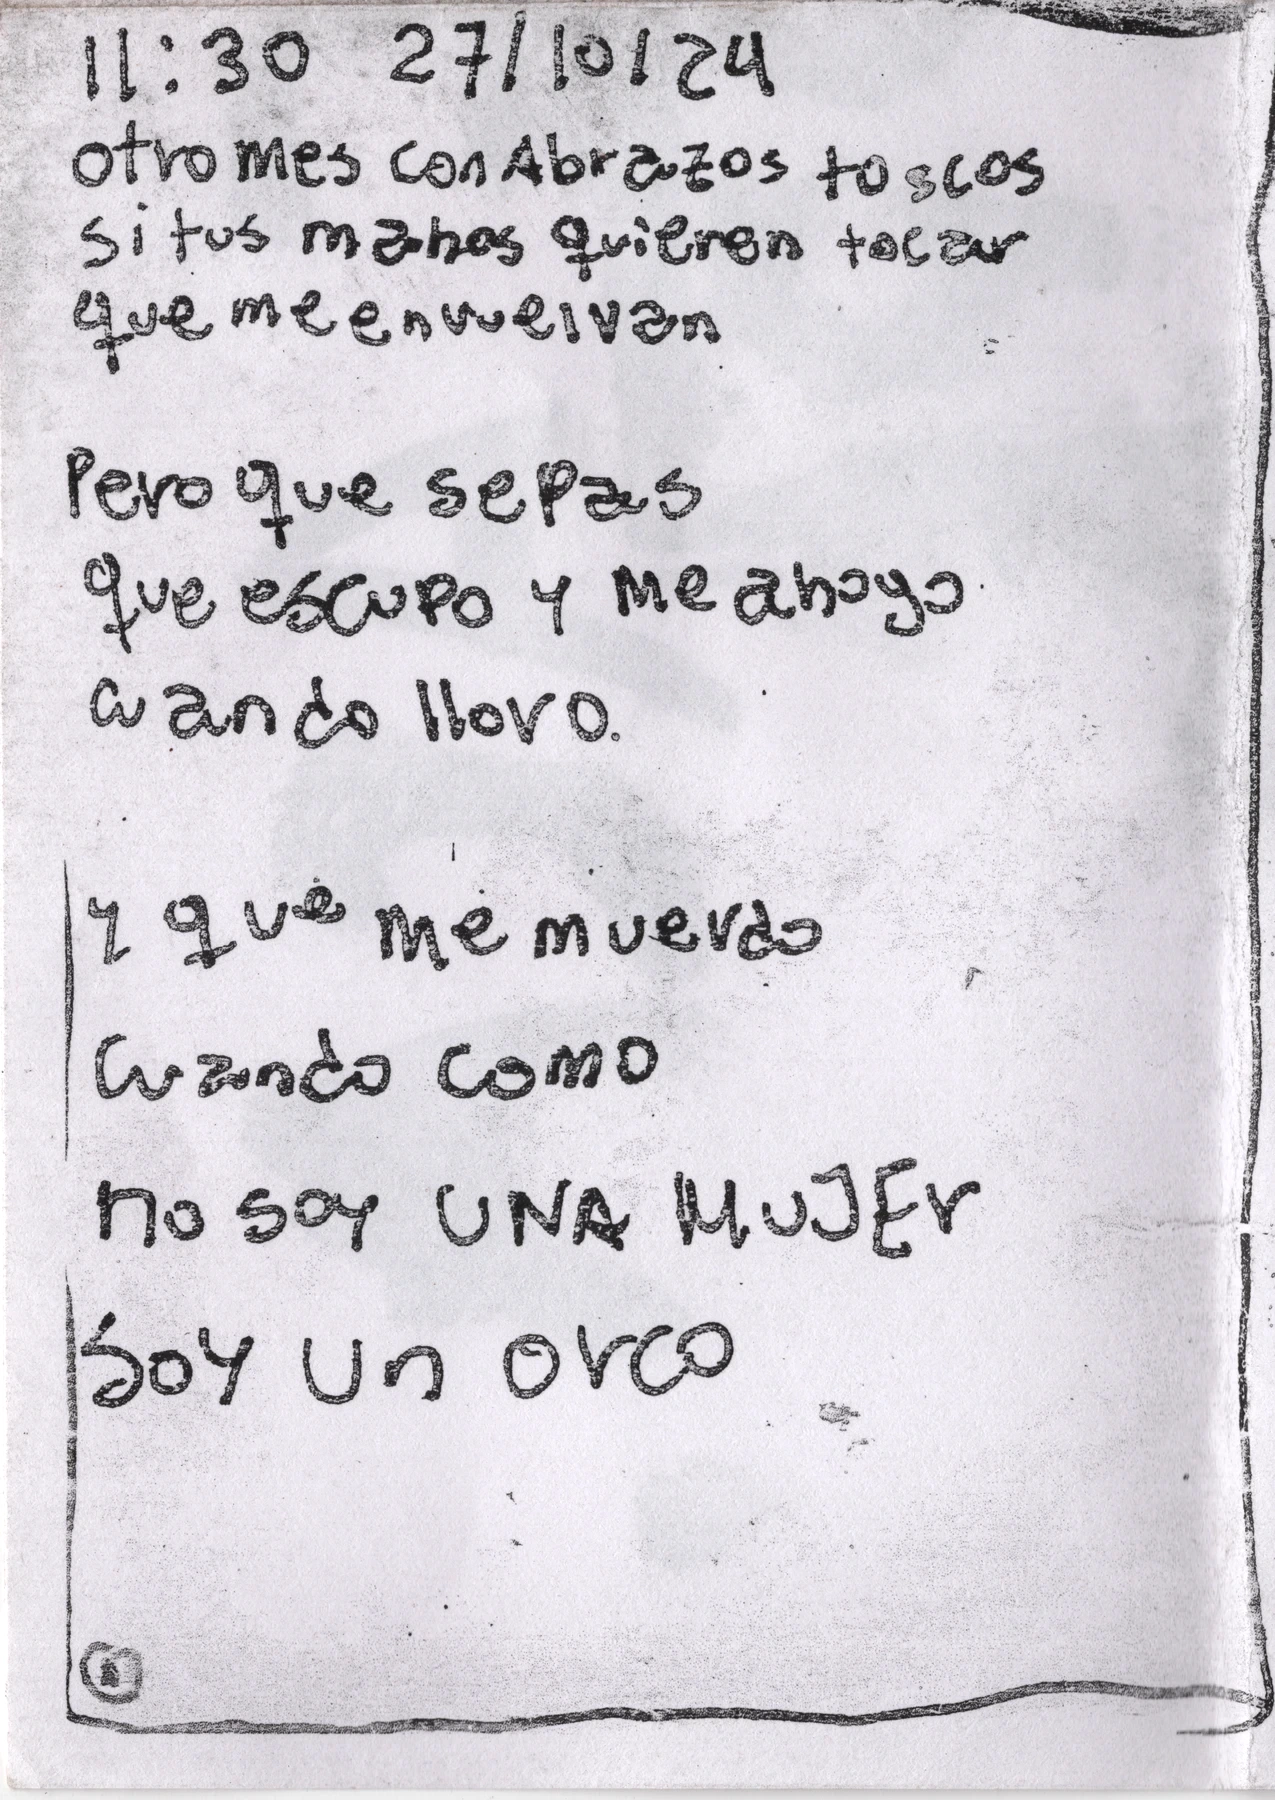 11:30 27/10/24
otro mes con Abrazos toscos
si tus manos quieren tocar
que me envuelvan
Pero que sepas
que escupo y me ahogo
cuando lloro.
y que me muerdo
cuando como
no soy UNA MUJEr
Soy un orco